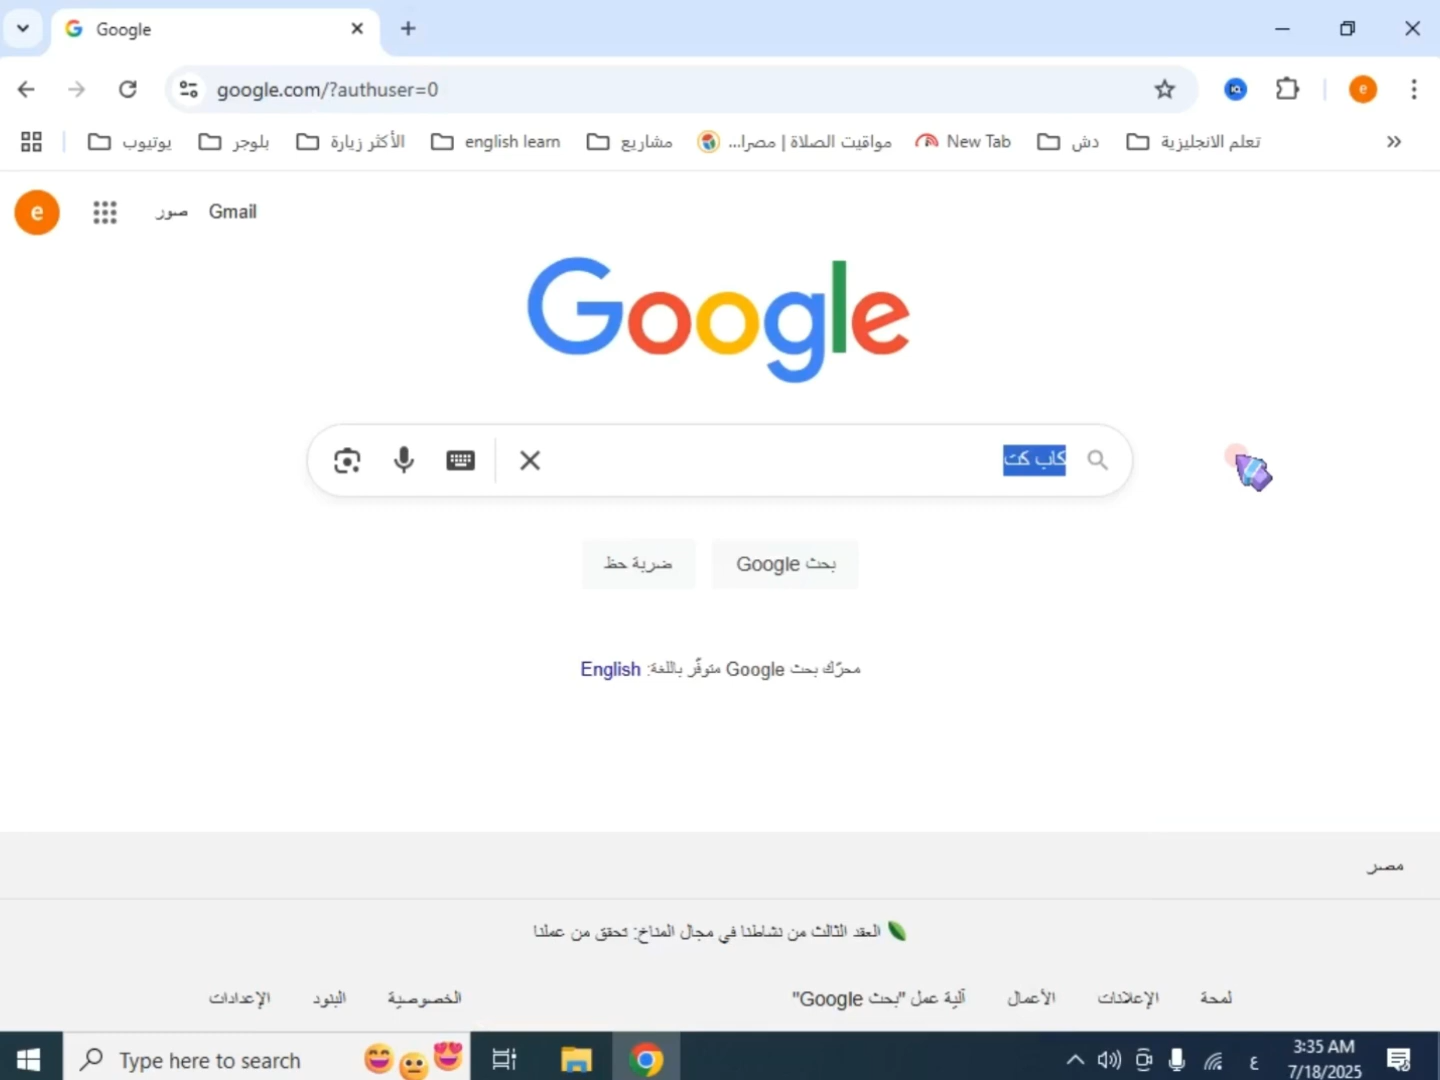 Google
google.com/?authuser=0
يوتيوب
بلوجر
الأكثر زيارة
english learn
مشاريع
مواقيت الصلاة | مصرا...
New Tab
دش
تعلم الانجليزية
e
صور
Gmail
Google
كاب كت
بحث Google
ضربة حظ
محرّك بحث Google متوفّر باللغة: English
مصر
العقد الثالث من نشاطنا في مجال المناخ: تحقق من عملنا
لمحة
الإعلانات
الأعمال
آلية عمل "بحث Google"
الخصوصية
البنود
الإعدادات
Type here to search
ع
3:35 AM
7/18/2025